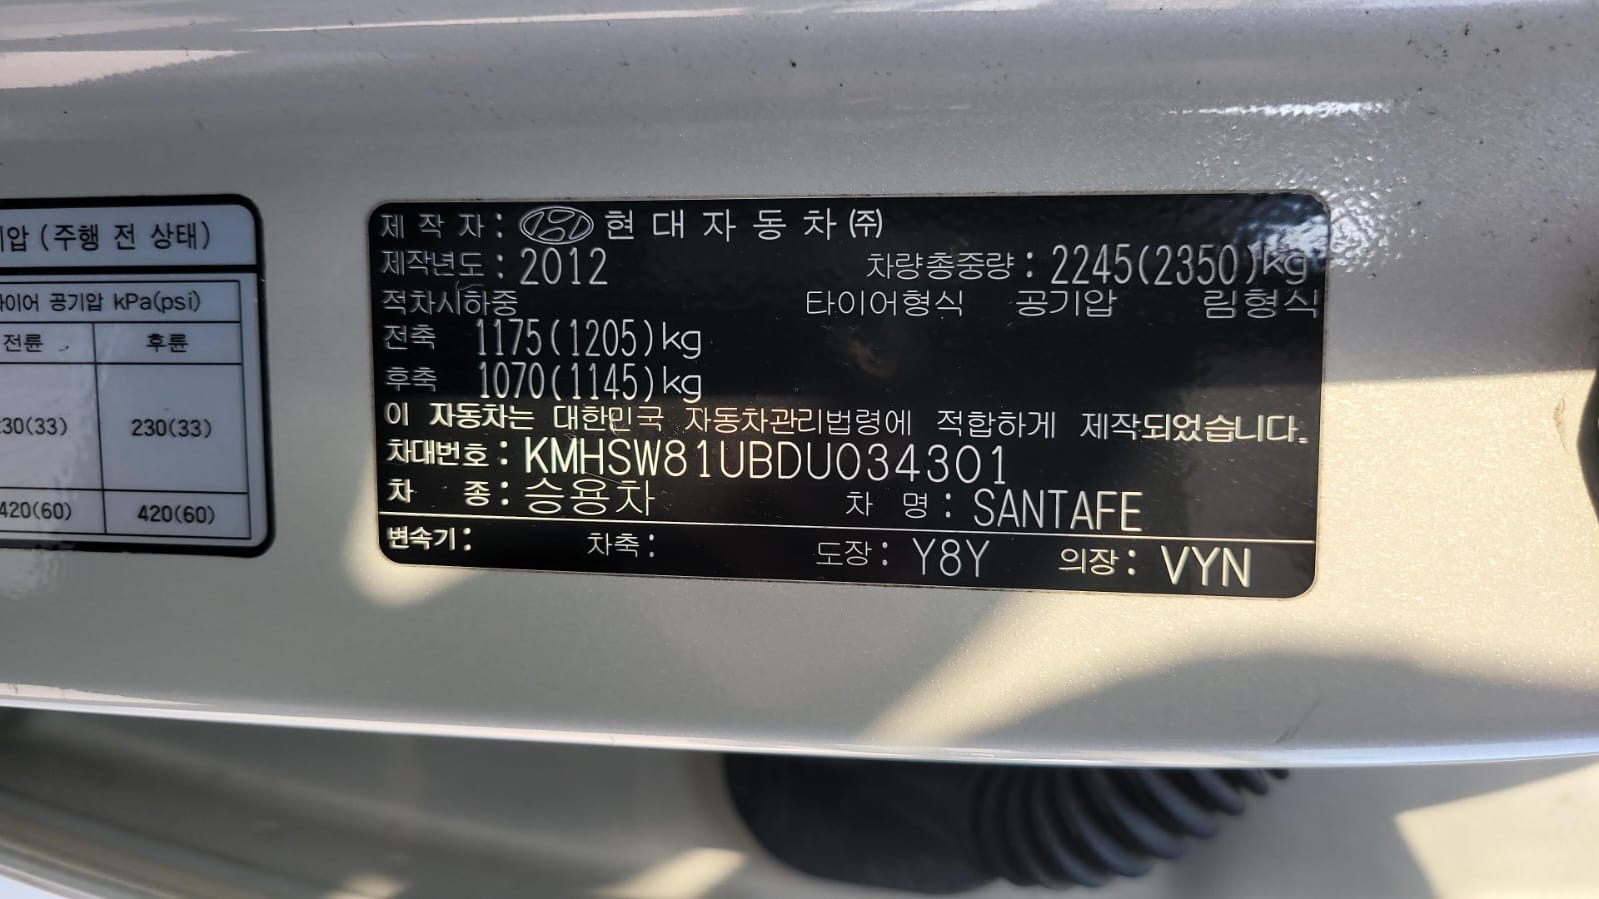 기압 (주행 전 상태)
타이어 공기압 kPa(psi)
전륜 후륜
230(33) 230(33)
420(60) 420(60)
제 작 자 : 현 대 자 동 차 ㈜
제작년도 : 2012 차량총중량 : 2245(2350)kg
적차시하중 타이어형식 공기압 림형식
전축 1175(1205)kg
후축 1070(1145)kg
이 자동차는 대한민국 자동차관리법령에 적합하게 제작되었습니다.
차대번호 : KMHSW81UBDU034301
차 종 : 승용차 차 명 : SANTAFE
변속기 : 차축 : 도장 : Y8Y 의장 : VYN